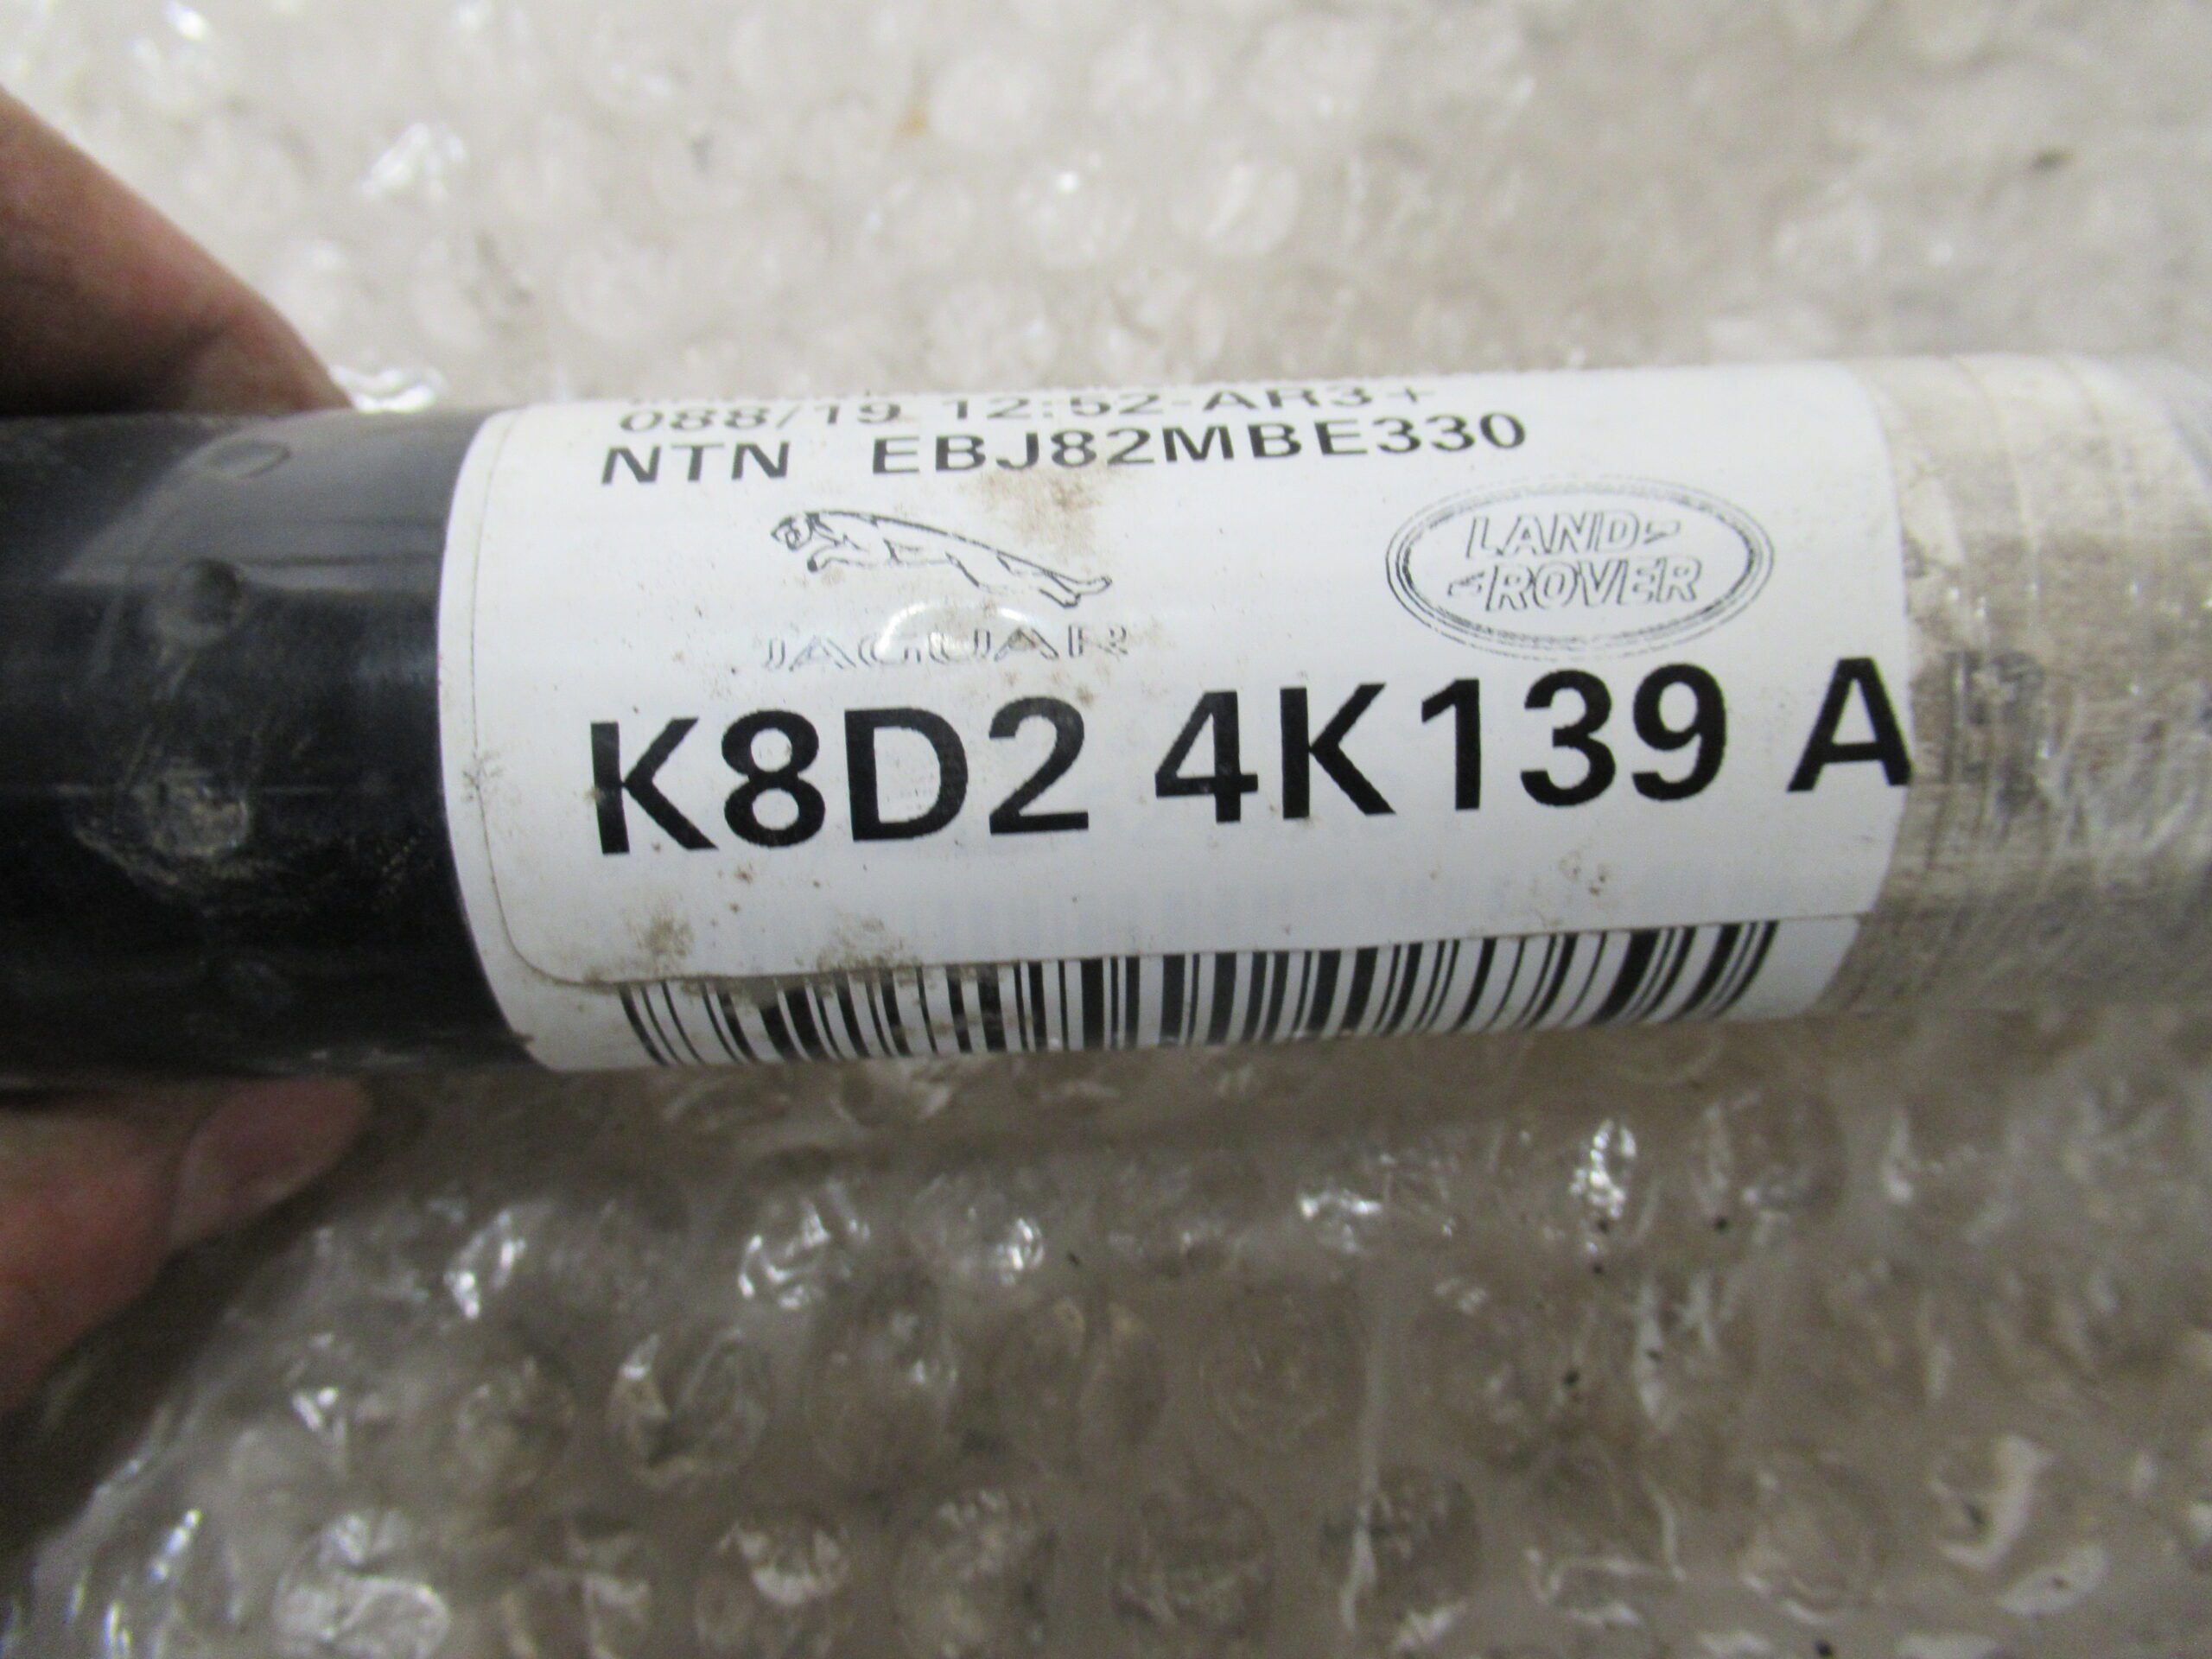 088/19 12:52-AR3+
NTN EBJ82MBE330
JAGUAR
LAND-
-ROVER
K8D2 4K139 A